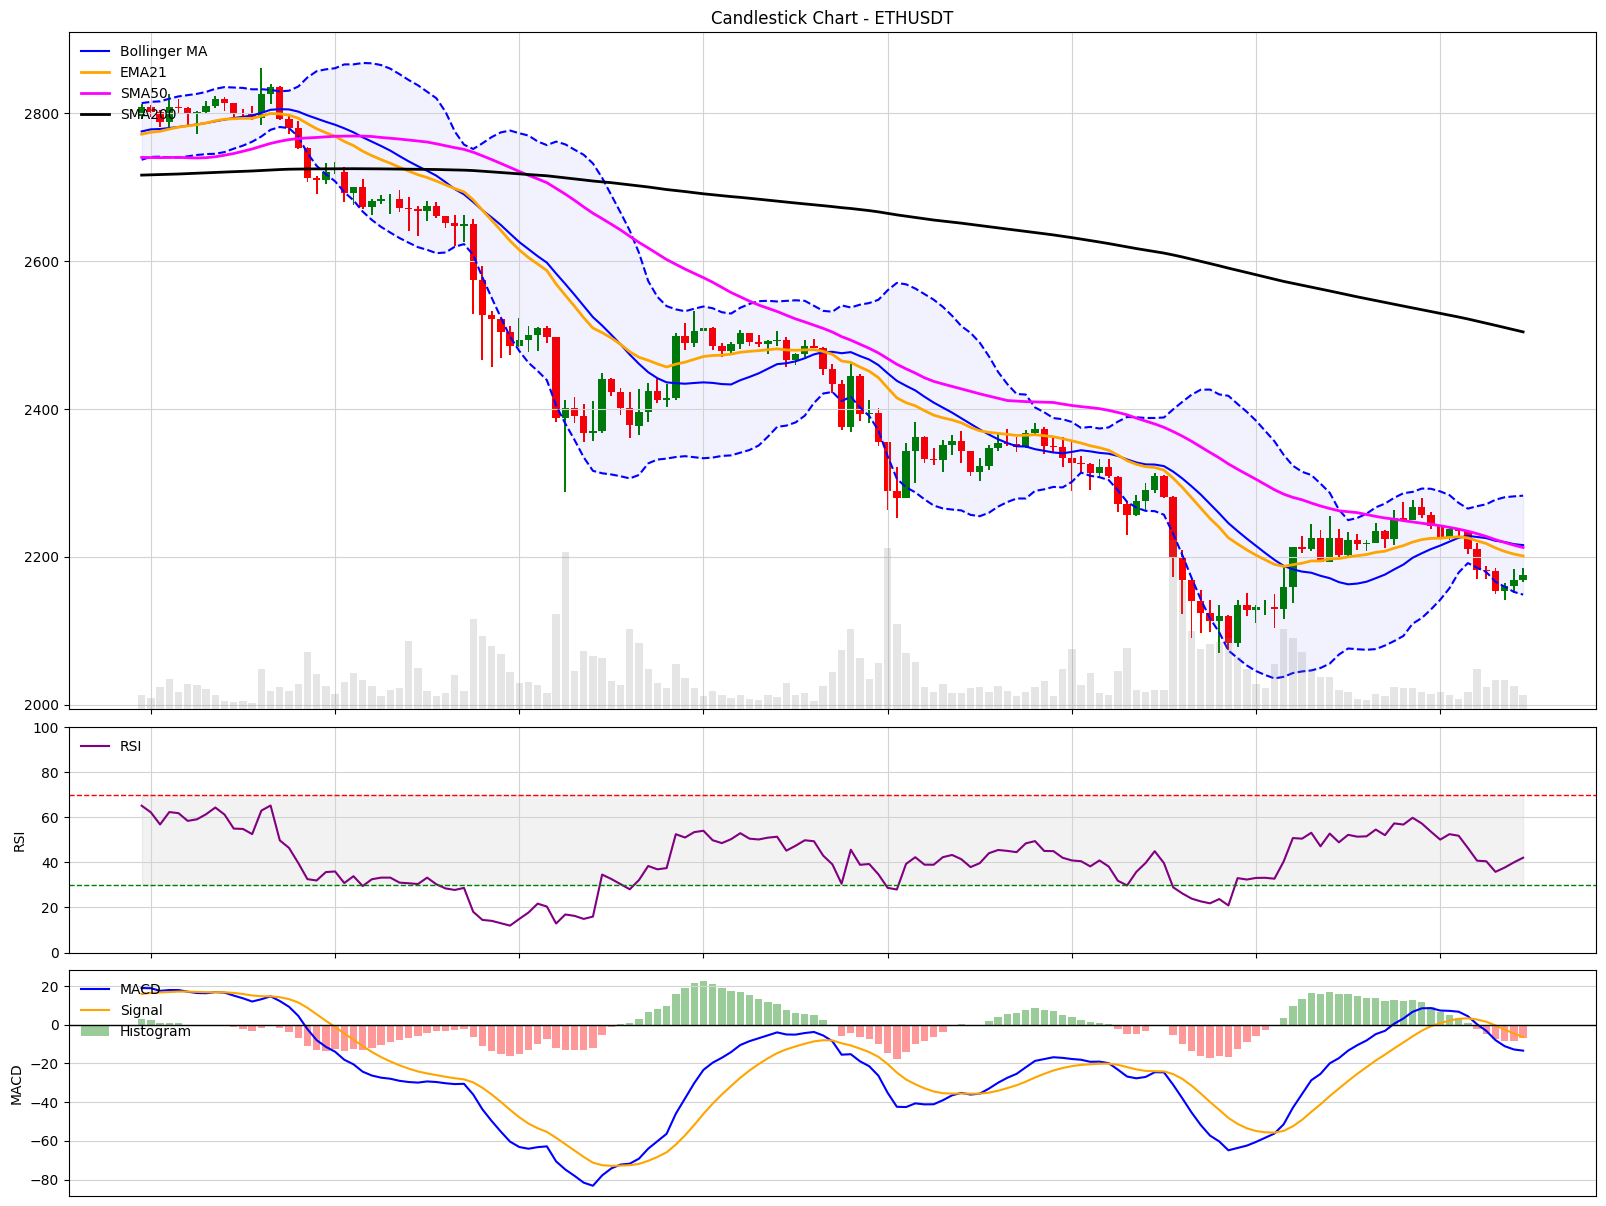 Candlestick Chart - ETHUSDT
Bollinger MA
EMA21
SMA50
SMA200
2800
2600
2400
2200
2000
RSI
100
80
60
40
20
0
RSI
MACD
Signal
Histogram
20
0
−20
−40
−60
−80
MACD